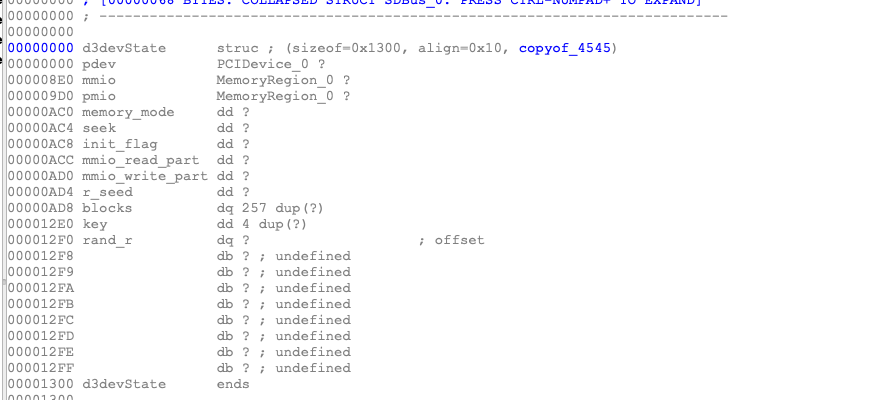 00000000 ; [00000068 BYTES. COLLAPSED STRUCT SDBus_0. PRESS CTRL-NUMPAD+ TO EXPAND]
00000000 ; ---------------------------------------------------------------------------
00000000
00000000 d3devState      struc ; (sizeof=0x1300, align=0x10, copyof_4545)
00000000 pdev            PCIDevice_0 ?
000008E0 mmio            MemoryRegion_0 ?
000009D0 pmio            MemoryRegion_0 ?
00000AC0 memory_mode     dd ?
00000AC4 seek            dd ?
00000AC8 init_flag       dd ?
00000ACC mmio_read_part  dd ?
00000AD0 mmio_write_part dd ?
00000AD4 r_seed          dd ?
00000AD8 blocks          dq 257 dup(?)
000012E0 key             dd 4 dup(?)
000012F0 rand_r          dq ?                    ; offset
000012F8                 db ? ; undefined
000012F9                 db ? ; undefined
000012FA                 db ? ; undefined
000012FB                 db ? ; undefined
000012FC                 db ? ; undefined
000012FD                 db ? ; undefined
000012FE                 db ? ; undefined
000012FF                 db ? ; undefined
00001300 d3devState      ends
00001300